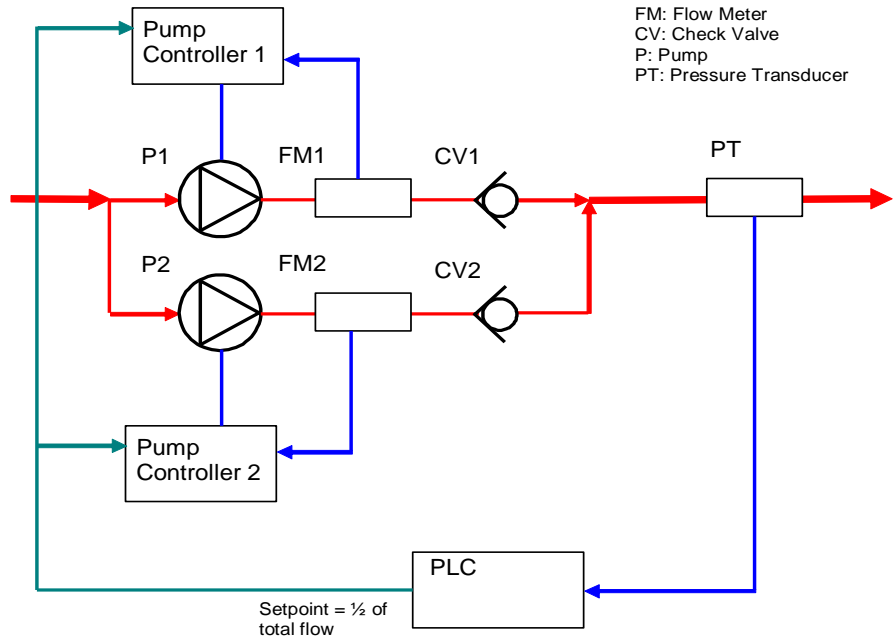 Pump
Controller 1
FM: Flow Meter
CV: Check Valve
P: Pump
PT: Pressure Transducer
P1
FM1
CV1
PT
P2
FM2
CV2
Pump
Controller 2
PLC
Setpoint = ½ of
total flow